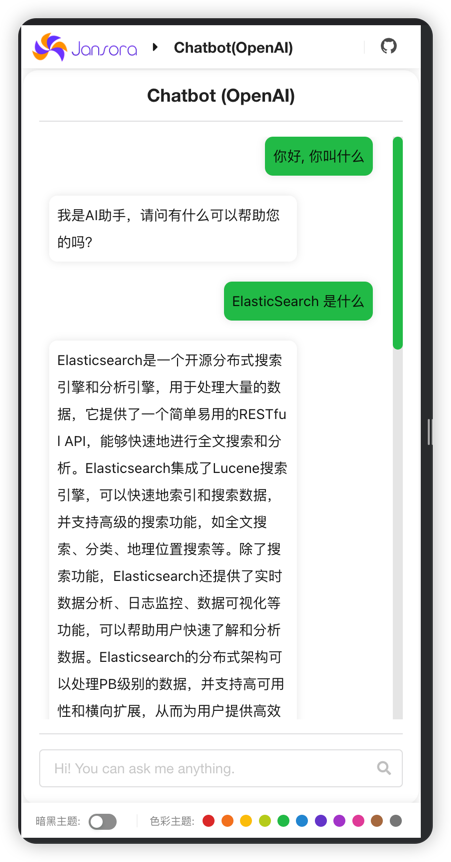 Jansora Chatbot(OpenAI)
Chatbot (OpenAI)
你好, 你叫什么
我是AI助手，请问有什么可以帮助您
的吗?
ElasticSearch 是什么
Elasticsearch是一个开源分布式搜索
引擎和分析引擎，用于处理大量的数
据，它提供了一个简单易用的RESTfu
l API，能够快速地进行全文搜索和分
析。Elasticsearch集成了Lucene搜索
引擎，可以快速地索引和搜索数据，
并支持高级的搜索功能，如全文搜
索、分类、地理位置搜索等。除了搜
索功能，Elasticsearch还提供了实时
数据分析、日志监控、数据可视化等
功能，可以帮助用户快速了解和分析
数据。Elasticsearch的分布式架构可
以处理PB级别的数据，并支持高可用
性和横向扩展，从而为用户提供高效
Hi! You can ask me anything.
暗黑主题: 色彩主题: